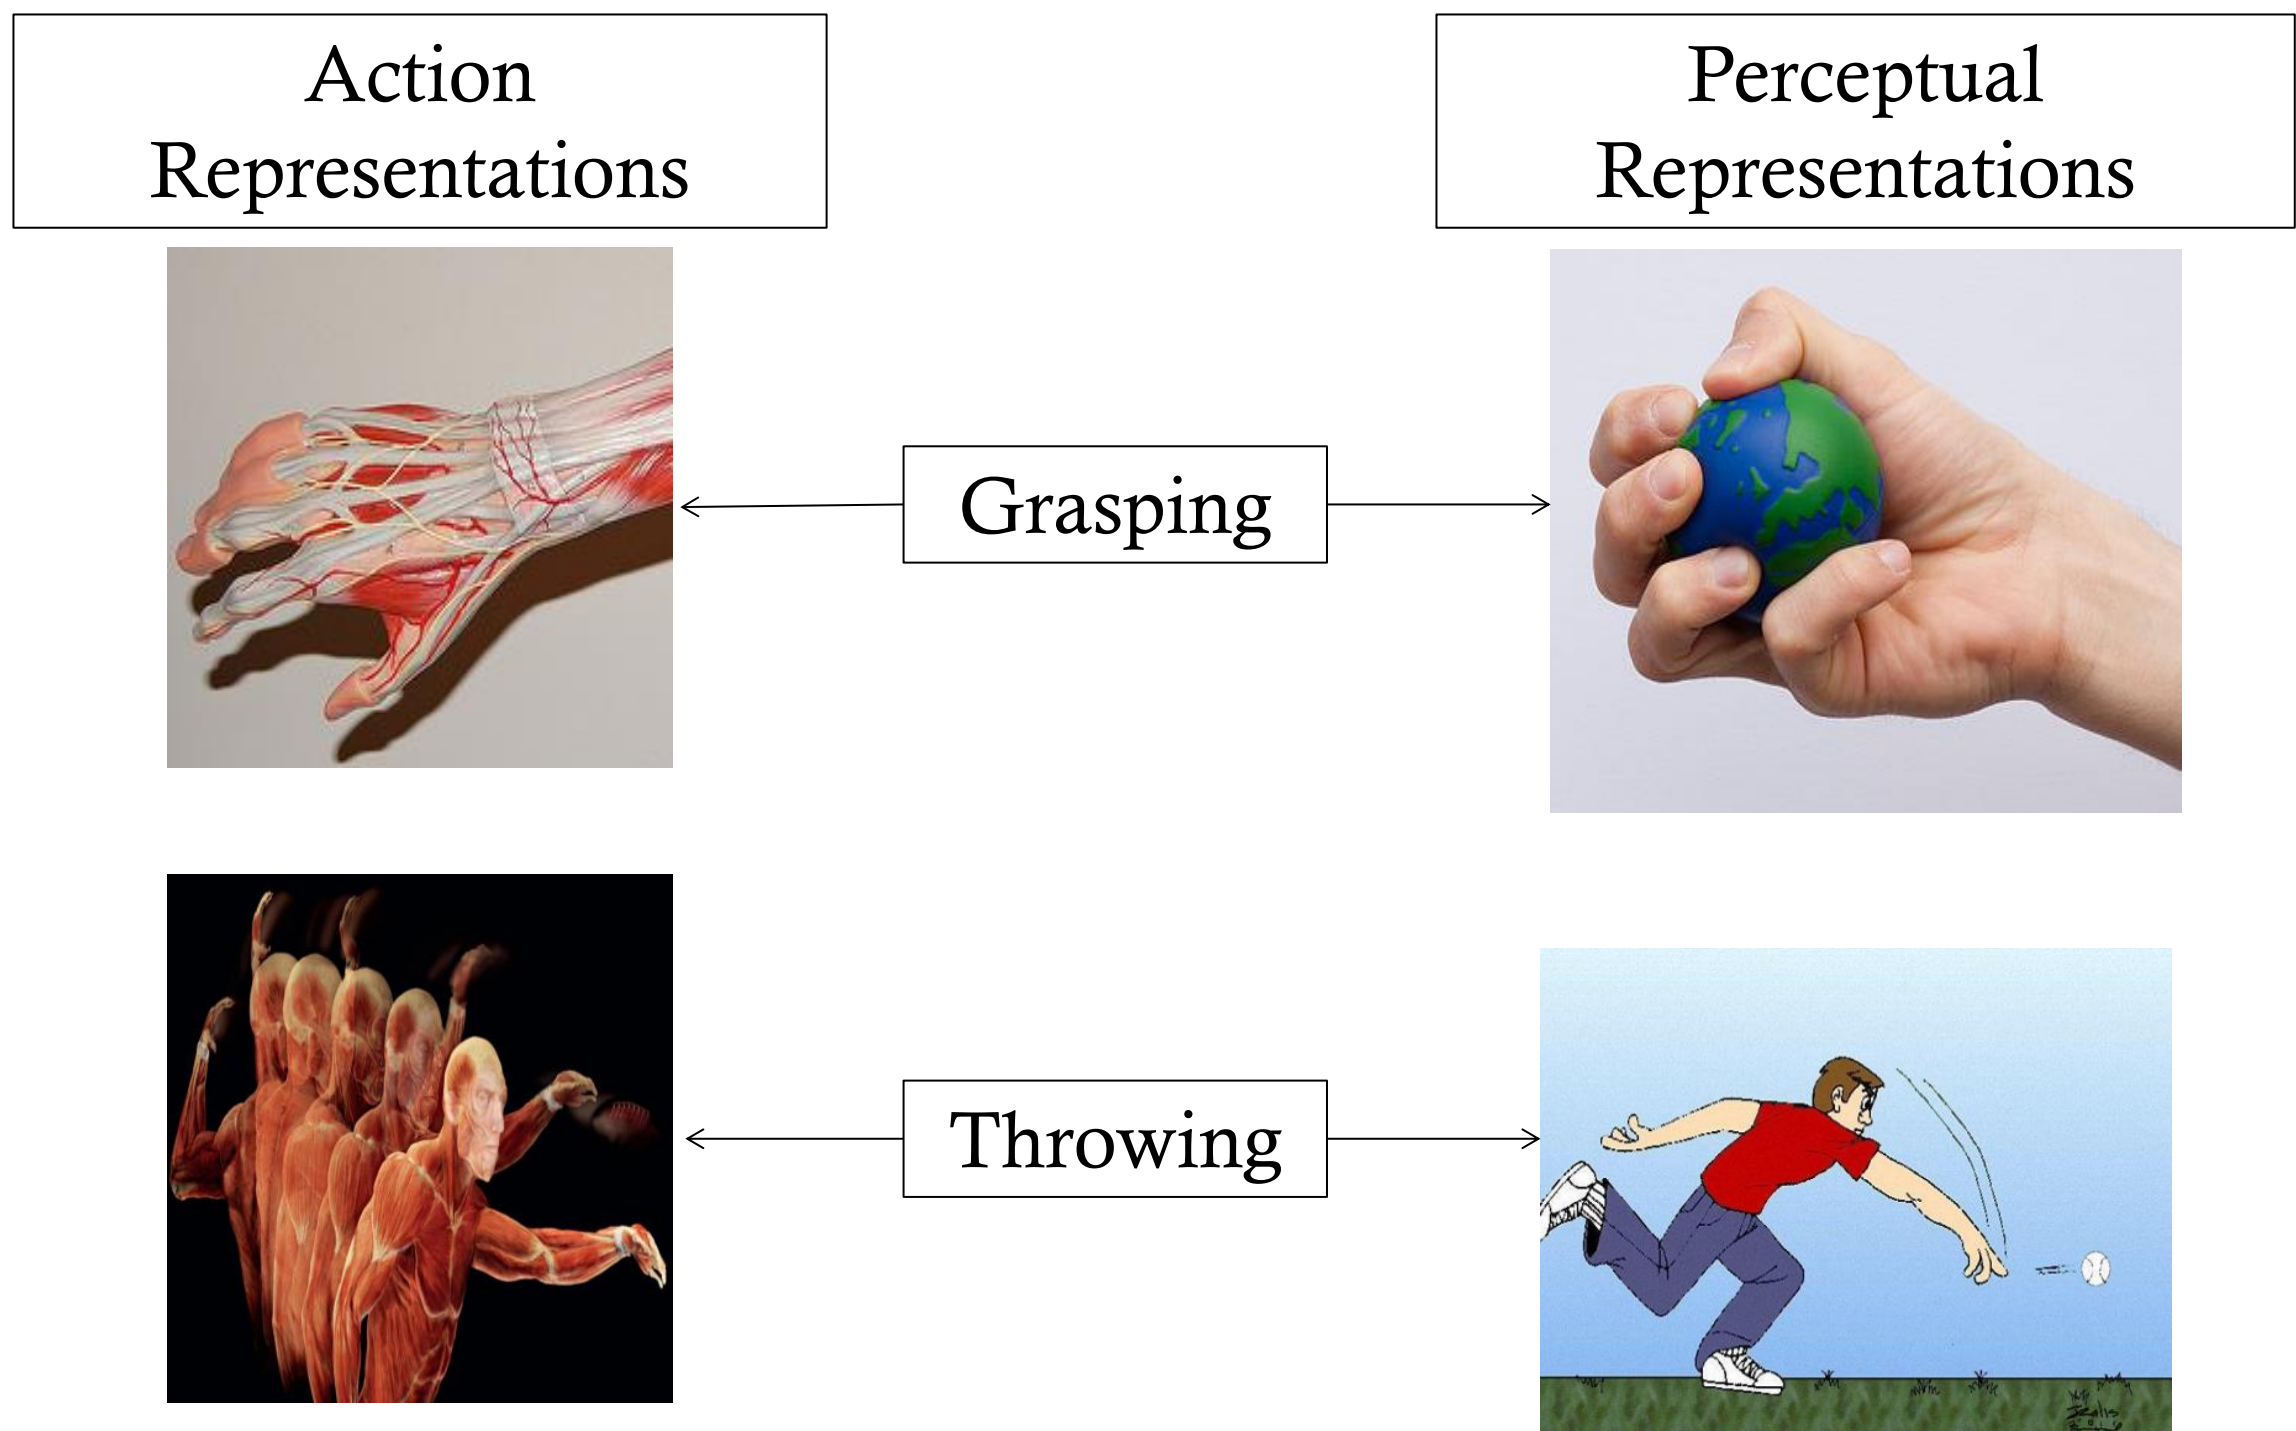 Action
Representations
Perceptual
Representations
Grasping
Throwing